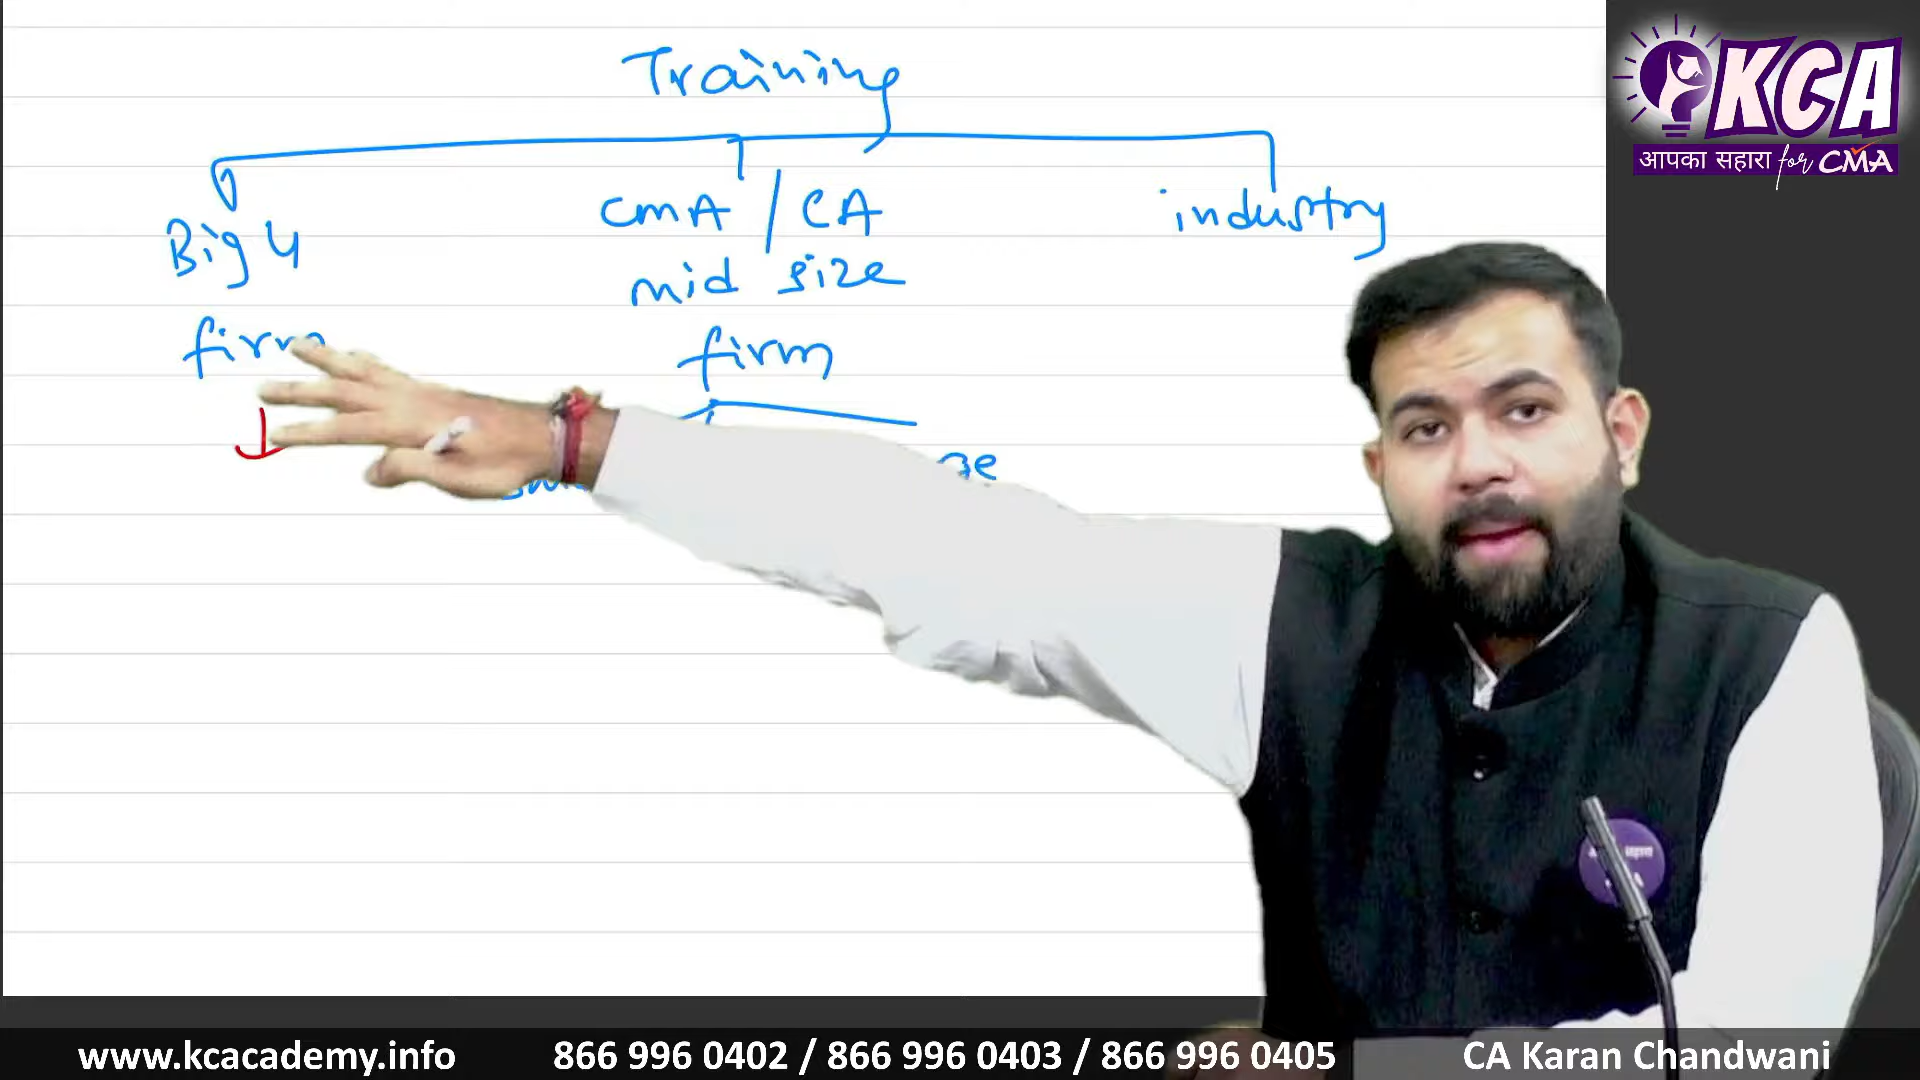 Training
Big 4
firm
CMA / CA
mid size
firm
industry
KCA
आपका सहारा for CMA
www.kcacademy.info
866 996 0402 / 866 996 0403 / 866 996 0405
CA Karan Chandwani